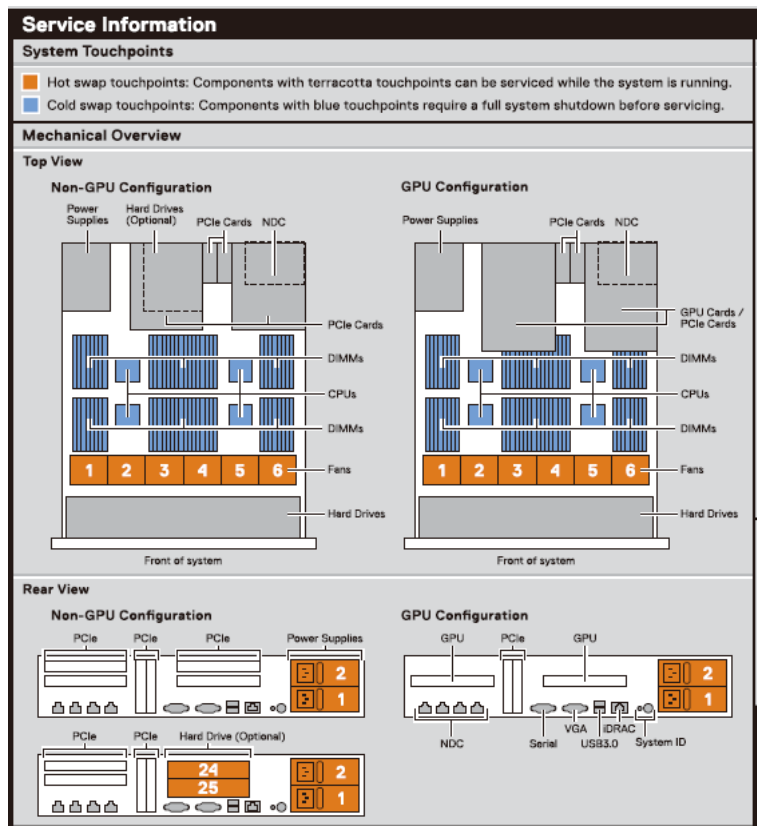 Service Information
System Touchpoints
Hot swap touchpoints: Components with terracotta touchpoints can be serviced while the system is running.
Cold swap touchpoints: Components with blue touchpoints require a full system shutdown before servicing.
Mechanical Overview
Top View
Non-GPU Configuration
Power Supplies
Hard Drives (Optional)
PCIe Cards
NDC
PCIe Cards
DIMMs
CPUs
DIMMs
1 2 3 4 5 6
Fans
Hard Drives
Front of system
GPU Configuration
Power Supplies
PCIe Cards
NDC
GPU Cards /
PCIe Cards
DIMMs
CPUs
DIMMs
1 2 3 4 5 6
Fans
Hard Drives
Front of system
Rear View
Non-GPU Configuration
PCIe PCIe PCIe Power Supplies
2
1
PCIe PCIe Hard Drive (Optional)
24
25
2
1
GPU Configuration
GPU PCIe GPU
2
1
VGA iDRAC
NDC Serial USB3.0 System ID